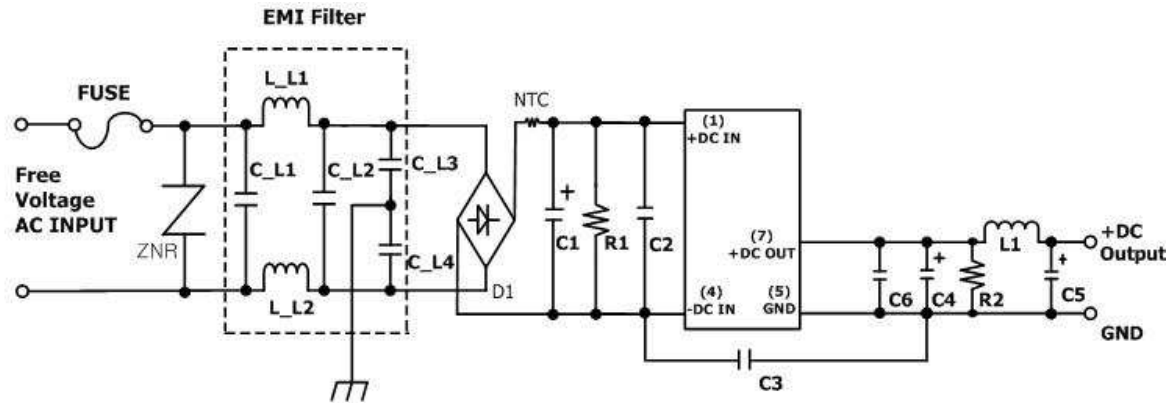 EMI Filter
FUSE
L_L1
NTC
(1)
+DC IN
C_L1
C_L2
C_L3
Free
Voltage
AC INPUT
ZNR
C1
+
R1
C2
(7)
+DC OUT
L1
+DC
Output
C_L4
D1
L_L2
(4)
-DC IN
(5)
GND
C6
+
C4
R2
+
C5
GND
C3